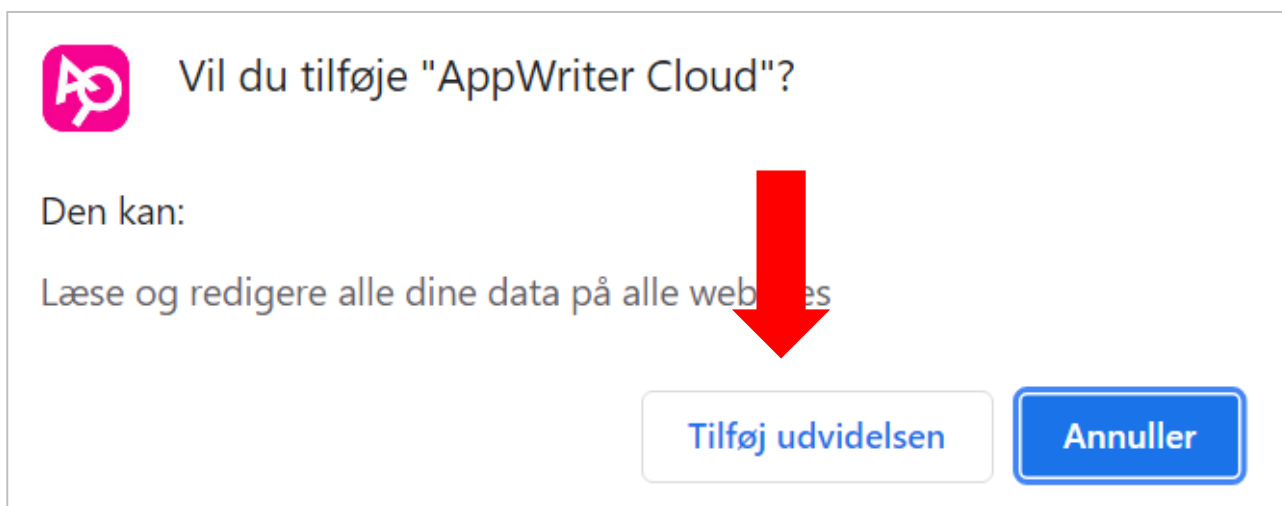 Vil du tilføje "AppWriter Cloud"?
Den kan:
Læse og redigere alle dine data på alle
Tilføj udvidelsen
Annuller